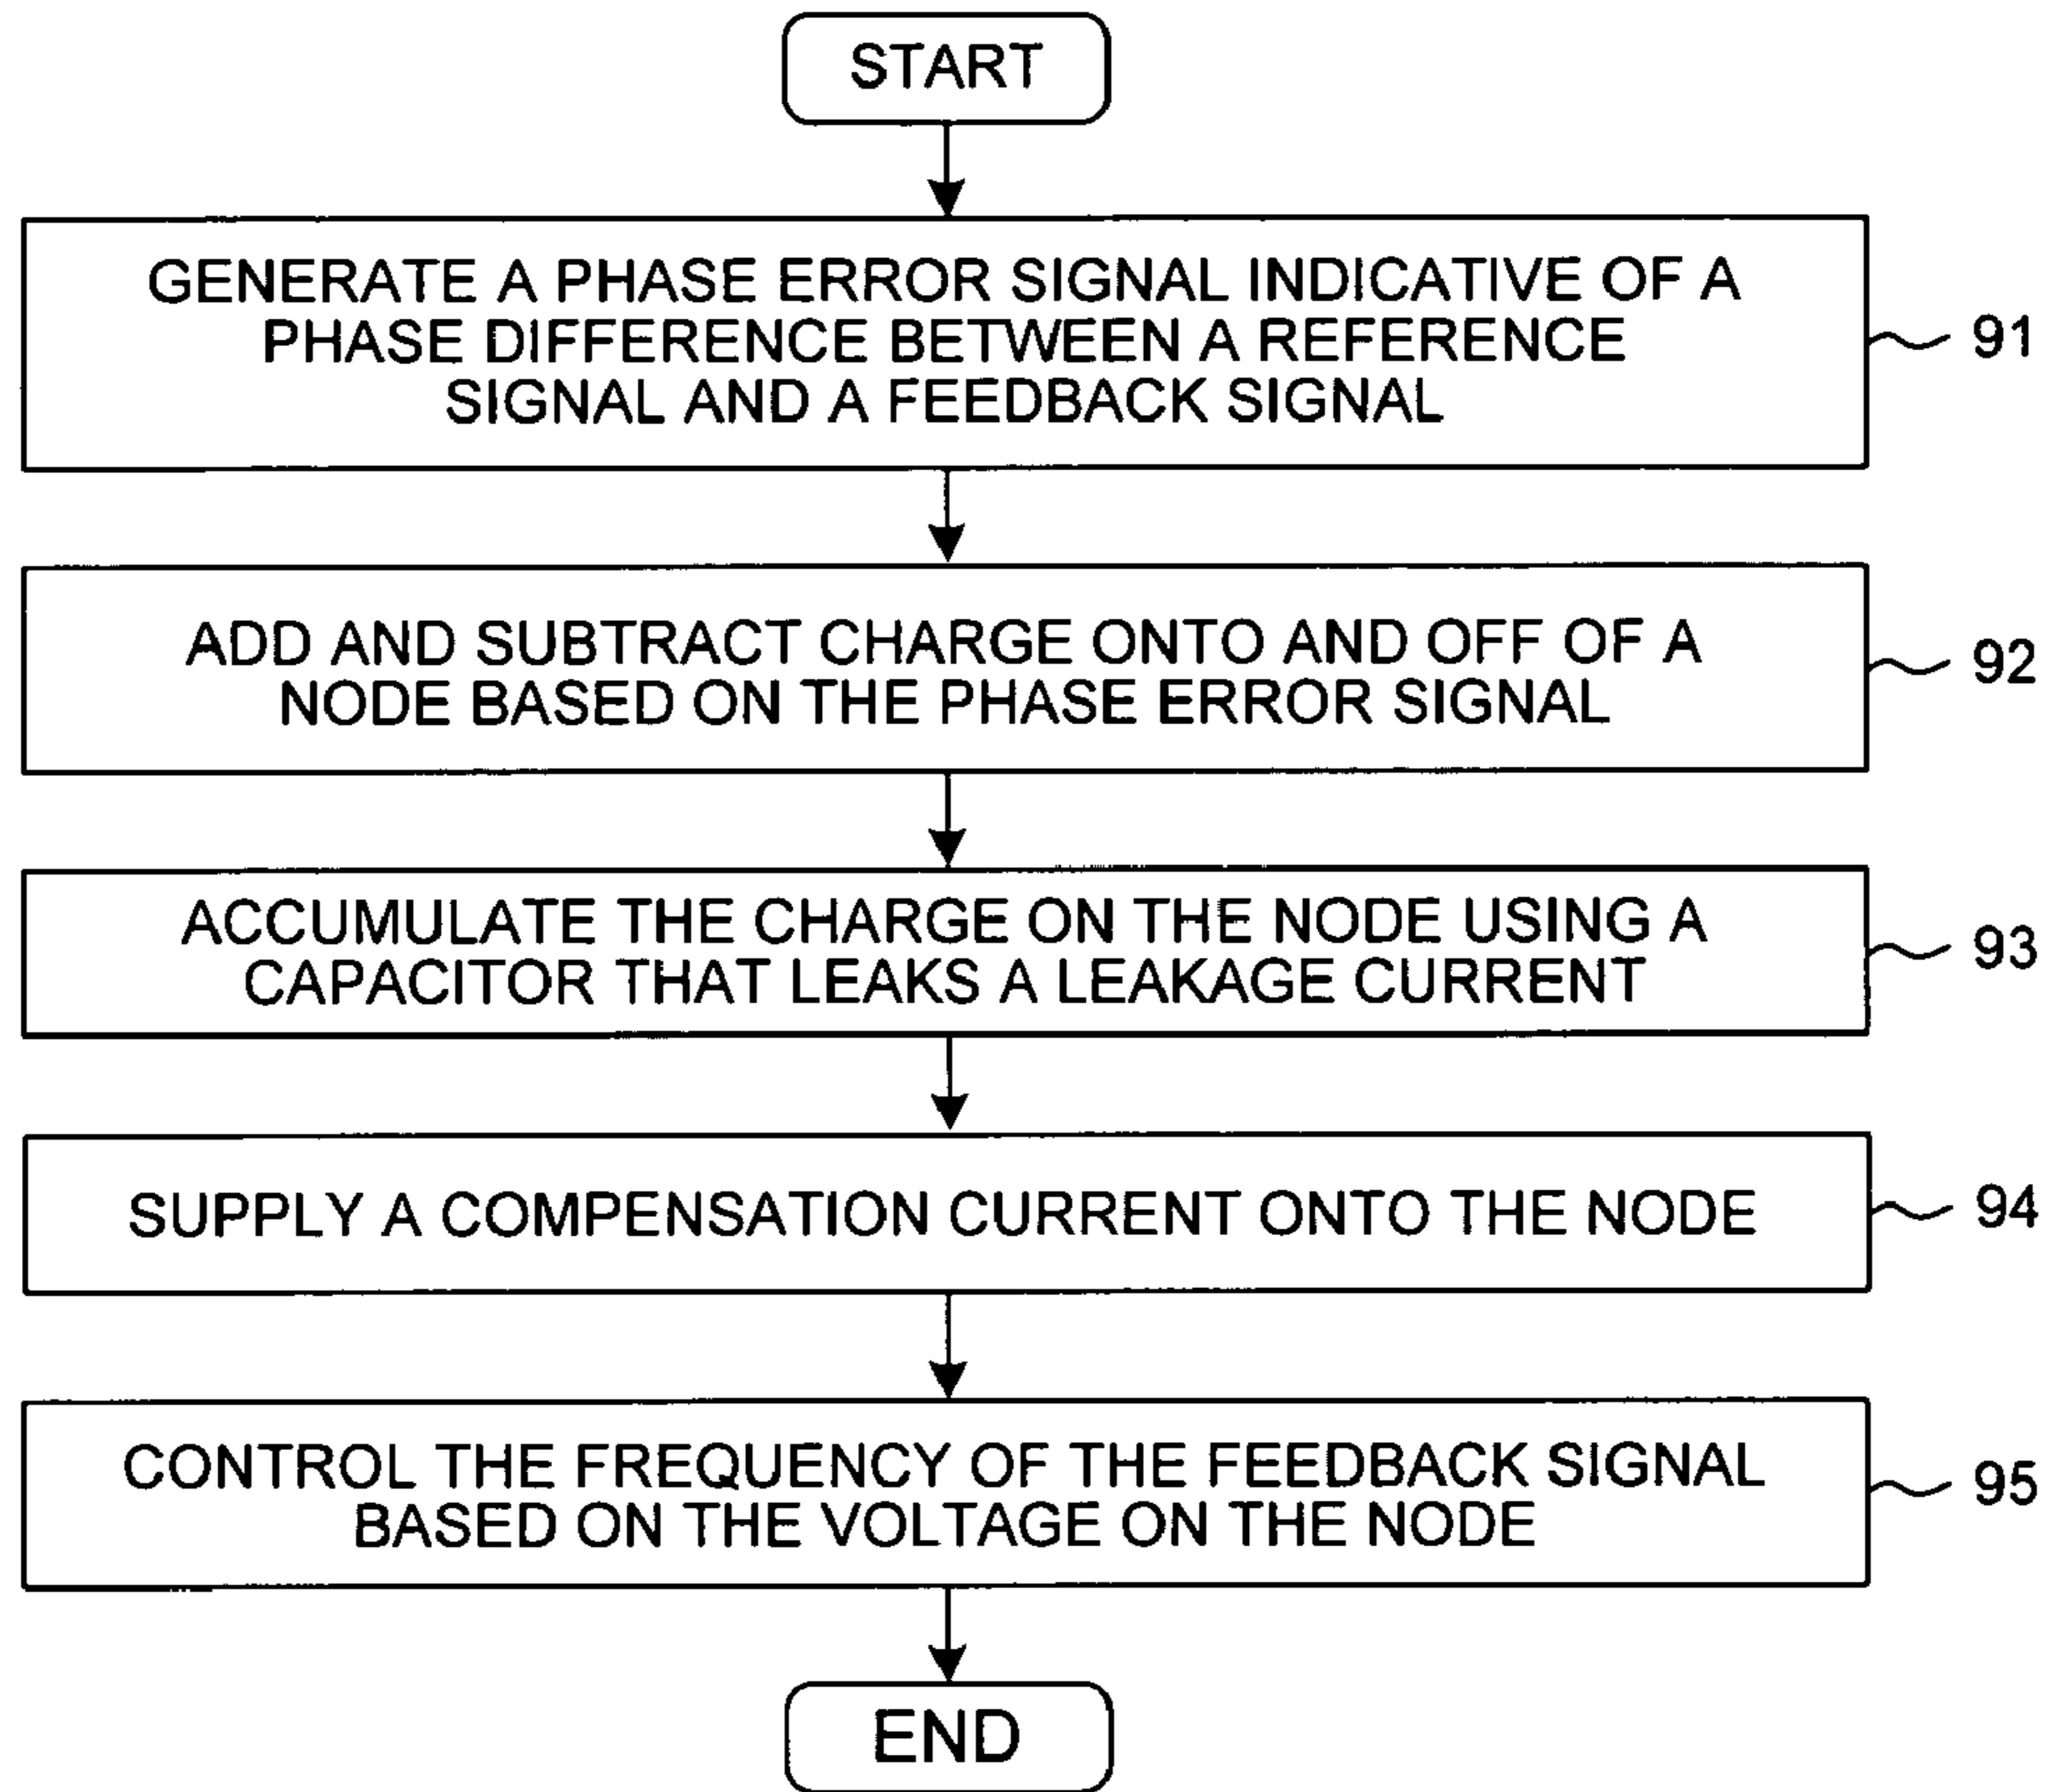 START
GENERATE A PHASE ERROR SIGNAL INDICATIVE OF A
PHASE DIFFERENCE BETWEEN A REFERENCE
SIGNAL AND A FEEDBACK SIGNAL
91
ADD AND SUBTRACT CHARGE ONTO AND OFF OF A
NODE BASED ON THE PHASE ERROR SIGNAL
92
ACCUMULATE THE CHARGE ON THE NODE USING A
CAPACITOR THAT LEAKS A LEAKAGE CURRENT
93
SUPPLY A COMPENSATION CURRENT ONTO THE NODE
94
CONTROL THE FREQUENCY OF THE FEEDBACK SIGNAL
BASED ON THE VOLTAGE ON THE NODE
95
END